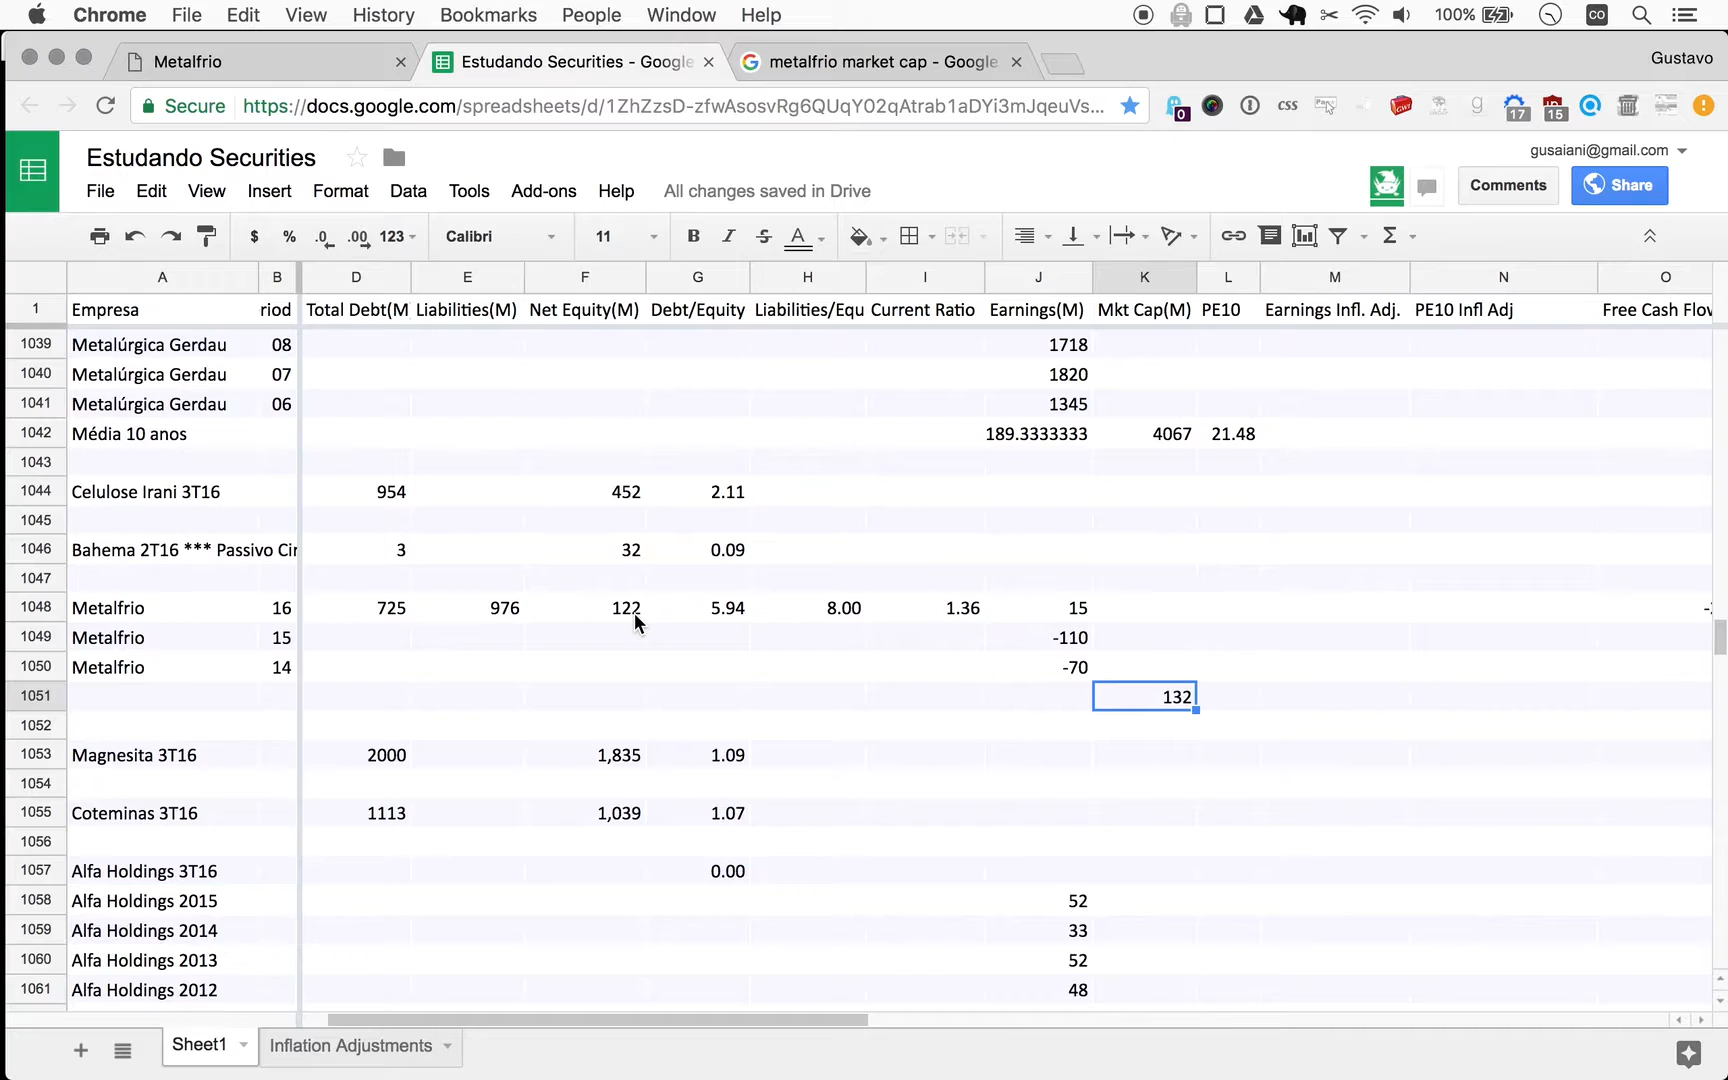 Chrome File Edit View History Bookmarks People Window Help 100% CO
Metalfrio Estudando Securities - Google metalfrio market cap - Google Gustavo
Secure https://docs.google.com/spreadsheets/d/1ZhZzsD-zfwAsosvRg6QUqY02qAtrab1aDYi3mJqeuVs... 0 CSS GWT g 17 15
Estudando Securities gusaiani@gmail.com
File Edit View Insert Format Data Tools Add-ons Help All changes saved in Drive Comments Share
$ % .0 .00 123 Calibri 11 B I S A Σ
A B D E F G H I J K L M N O
1 Empresa riod Total Debt(M Liabilities(M) Net Equity(M) Debt/Equity Liabilities/Equ Current Ratio Earnings(M) Mkt Cap(M) PE10 Earnings Infl. Adj. PE10 Infl Adj Free Cash Flov
1039 Metalúrgica Gerdau 08 1718
1040 Metalúrgica Gerdau 07 1820
1041 Metalúrgica Gerdau 06 1345
1042 Média 10 anos 189.3333333 4067 21.48
1043
1044 Celulose Irani 3T16 954 452 2.11
1045
1046 Bahema 2T16 *** Passivo Cir 3 32 0.09
1047
1048 Metalfrio 16 725 976 122 5.94 8.00 1.36 15
1049 Metalfrio 15 -110
1050 Metalfrio 14 -70
1051 132
1052
1053 Magnesita 3T16 2000 1,835 1.09
1054
1055 Coteminas 3T16 1113 1,039 1.07
1056
1057 Alfa Holdings 3T16 0.00
1058 Alfa Holdings 2015 52
1059 Alfa Holdings 2014 33
1060 Alfa Holdings 2013 52
1061 Alfa Holdings 2012 48
Sheet1 Inflation Adjustments